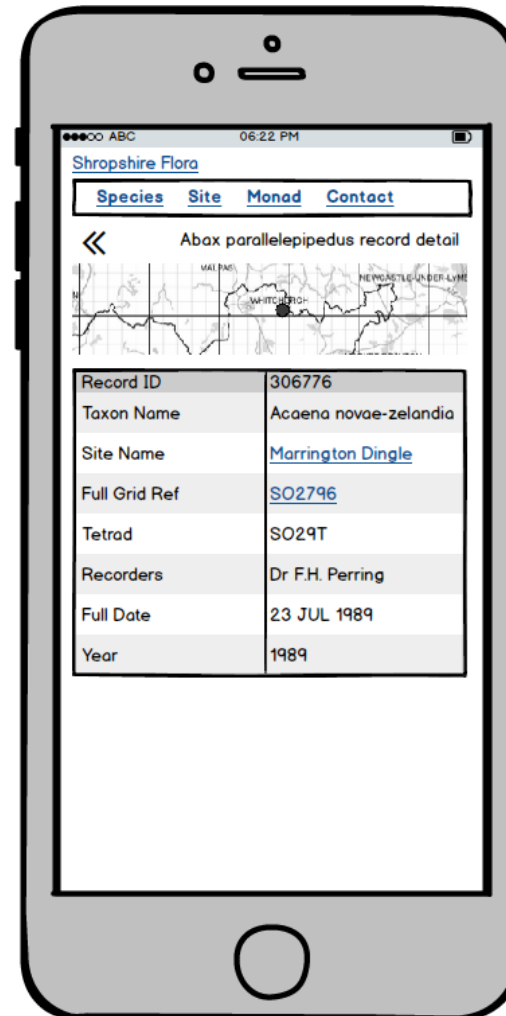 ABC 06:22 PM
Shropshire Flora
Species Site Monad Contact
Abax parallelepipedus record detail
MALPAS
NEWCASTLE-UNDER-LYME
WHITCHURCH
Record ID 306776
Taxon Name Acaena novae-zelandia
Site Name Marrington Dingle
Full Grid Ref SO2796
Tetrad SO29T
Recorders Dr F.H. Perring
Full Date 23 JUL 1989
Year 1989